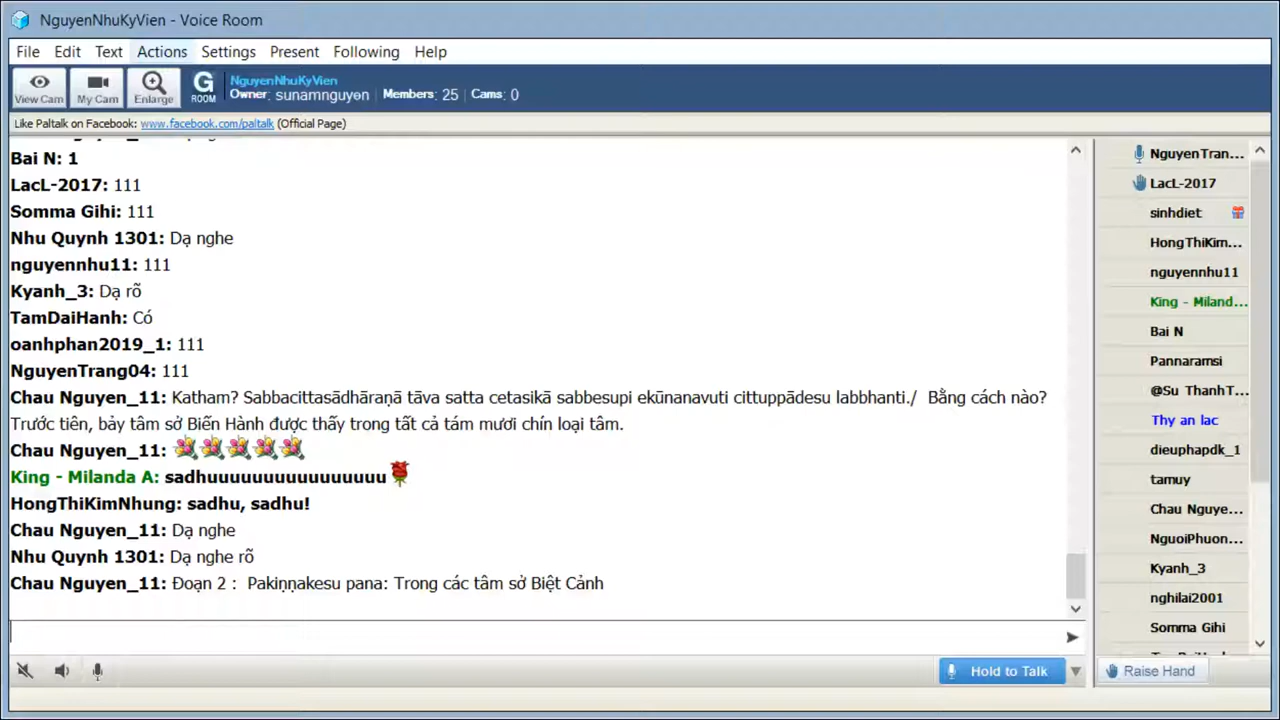 NguyenNhuKyVien - Voice Room
File Edit Text Actions Settings Present Following Help
View Cam My Cam Enlarge G ROOM
NguyenNhuKyVien
Owner: sunamnguyen Members: 25 Cams: 0
Like Paltalk on Facebook: www.facebook.com/paltalk (Official Page)
Bai N: 1
LacL-2017: 111
Somma Gihi: 111
Nhu Quynh 1301: Dạ nghe
nguyennhu11: 111
Kyanh_3: Dạ rõ
TamDaiHanh: Có
oanhphan2019_1: 111
NguyenTrang04: 111
Chau Nguyen_11: Katham? Sabbacittasādhāraṇā tāva satta cetasikā sabbesupi ekūnanavuti cittuppādesu labbhanti./ Bằng cách nào?
Trước tiên, bảy tâm sở Biến Hành được thấy trong tất cả tám mươi chín loại tâm.
Chau Nguyen_11:
King - Milanda A: sadhuuuuuuuuuuuuuuuuu
HongThiKimNhung: sadhu, sadhu!
Chau Nguyen_11: Dạ nghe
Nhu Quynh 1301: Dạ nghe rõ
Chau Nguyen_11: Đoạn 2 : Pakiṇṇakesu pana: Trong các tâm sở Biệt Cảnh
Hold to Talk
NguyenTran...
LacL-2017
sinhdiet
HongThiKim...
nguyennhu11
King - Miland...
Bai N
Pannaramsi
@Su ThanhT...
Thy an lac
dieuphapdk_1
tamuy
Chau Nguye...
NguoiPhuon...
Kyanh_3
nghilai2001
Somma Gihi
Raise Hand